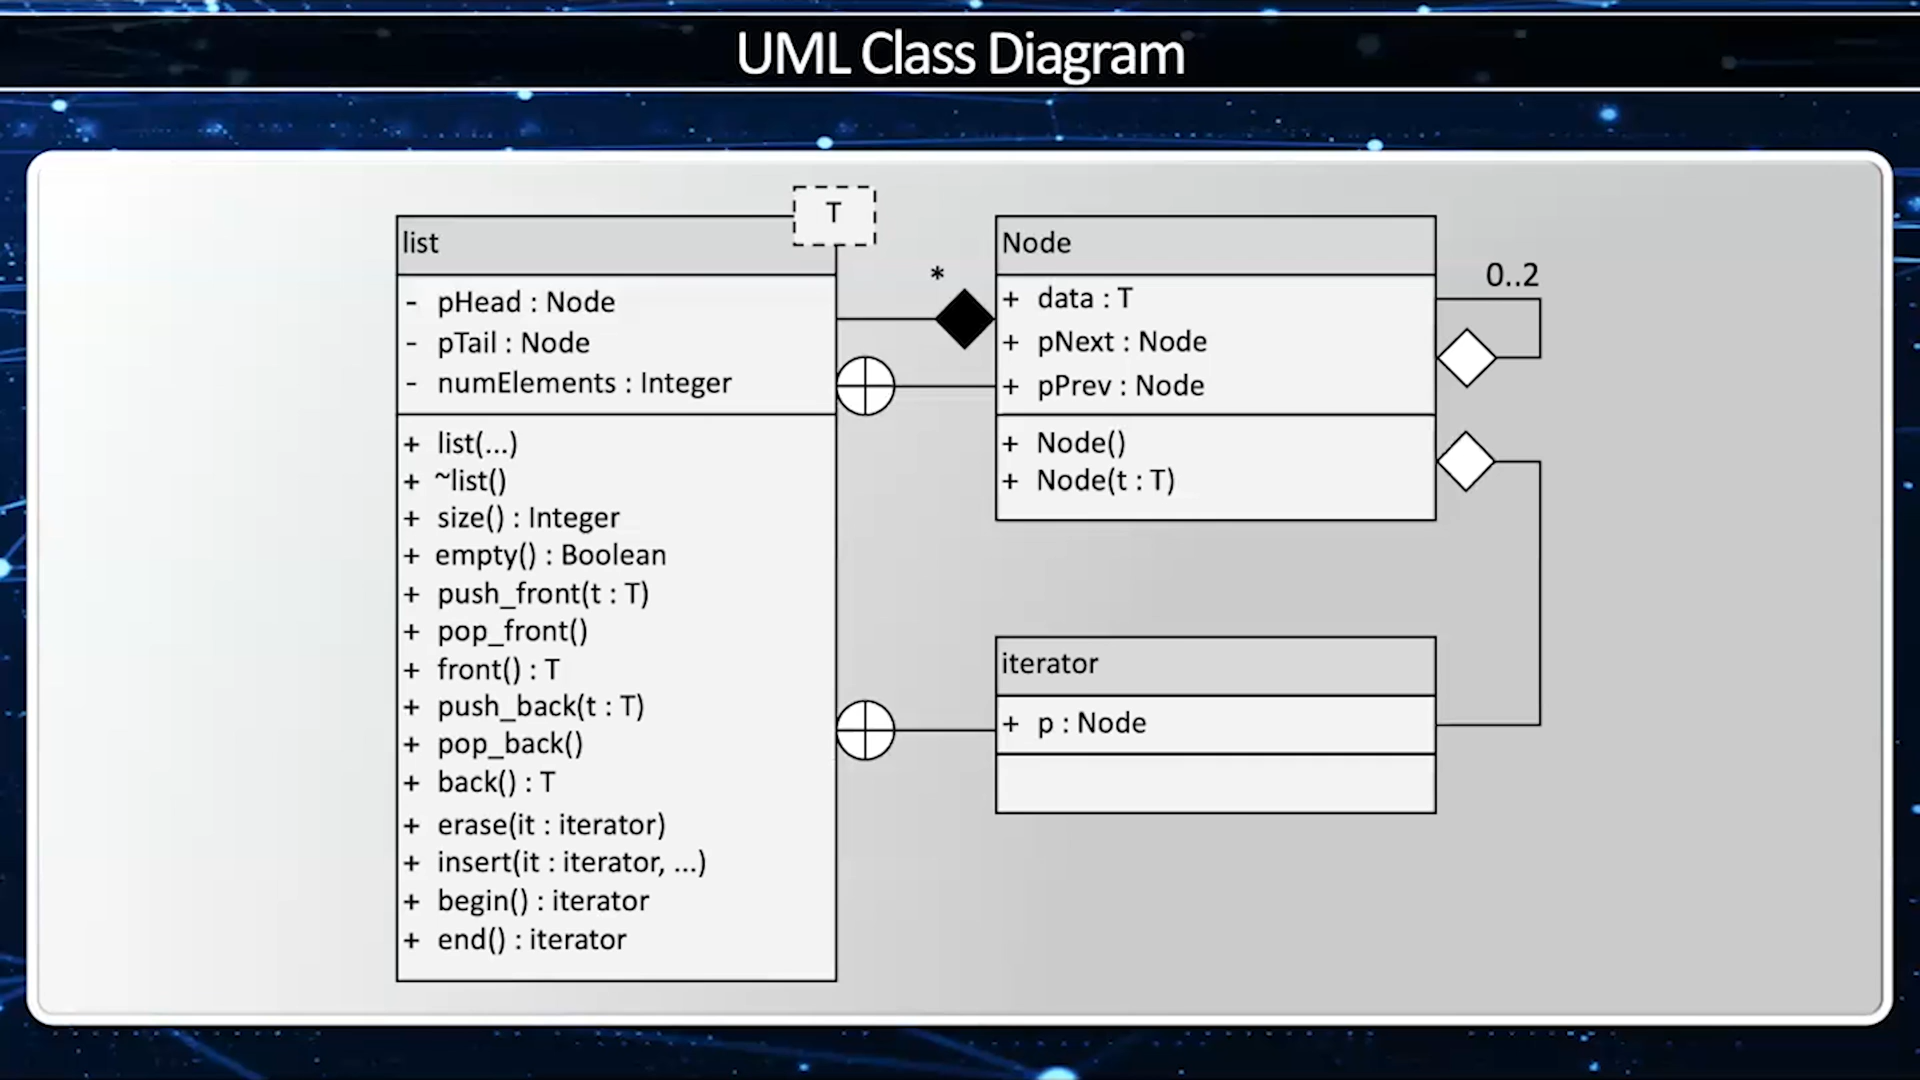 UML Class Diagram
T
list
- pHead : Node
- pTail : Node
- numElements : Integer
+ list(...)
+ ~list()
+ size() : Integer
+ empty() : Boolean
+ push_front(t : T)
+ pop_front()
+ front() : T
+ push_back(t : T)
+ pop_back()
+ back() : T
+ erase(it : iterator)
+ insert(it : iterator, ...)
+ begin() : iterator
+ end() : iterator
*
Node
+ data : T
+ pNext : Node
+ pPrev : Node
+ Node()
+ Node(t : T)
0..2
iterator
+ p : Node